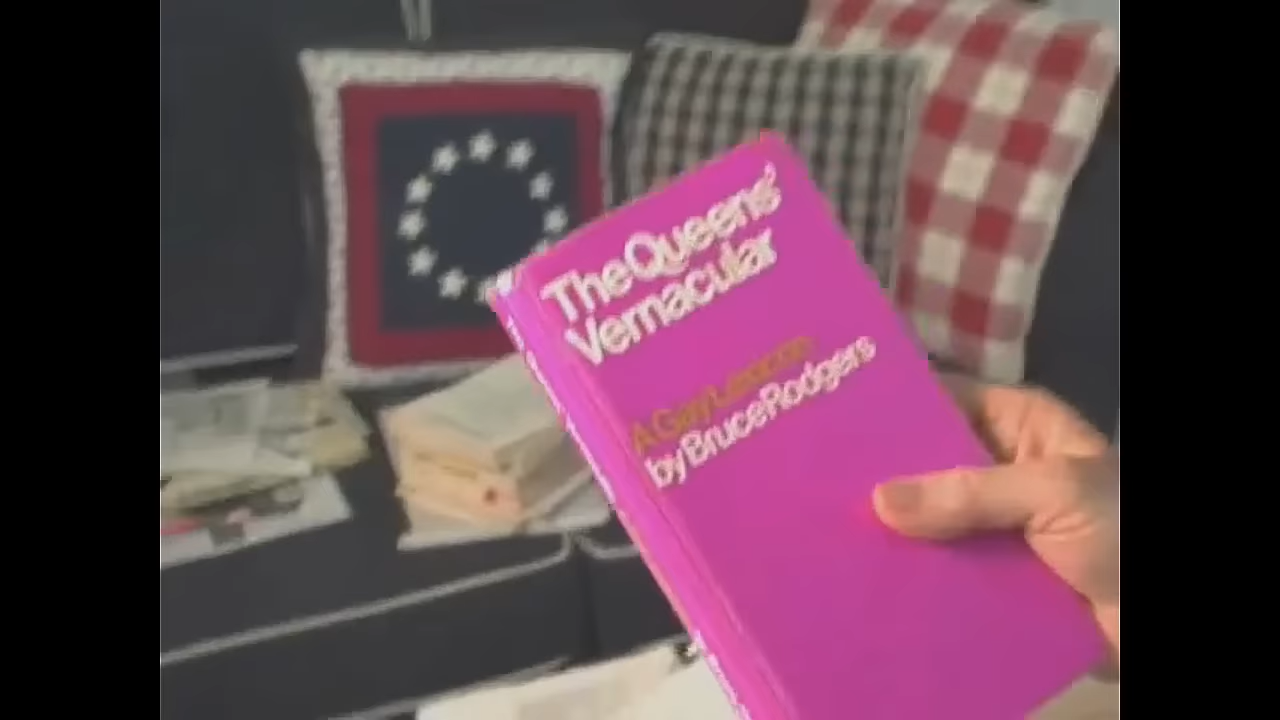 The Queens'
Vernacular
A Gay Lexicon
by Bruce Rodgers